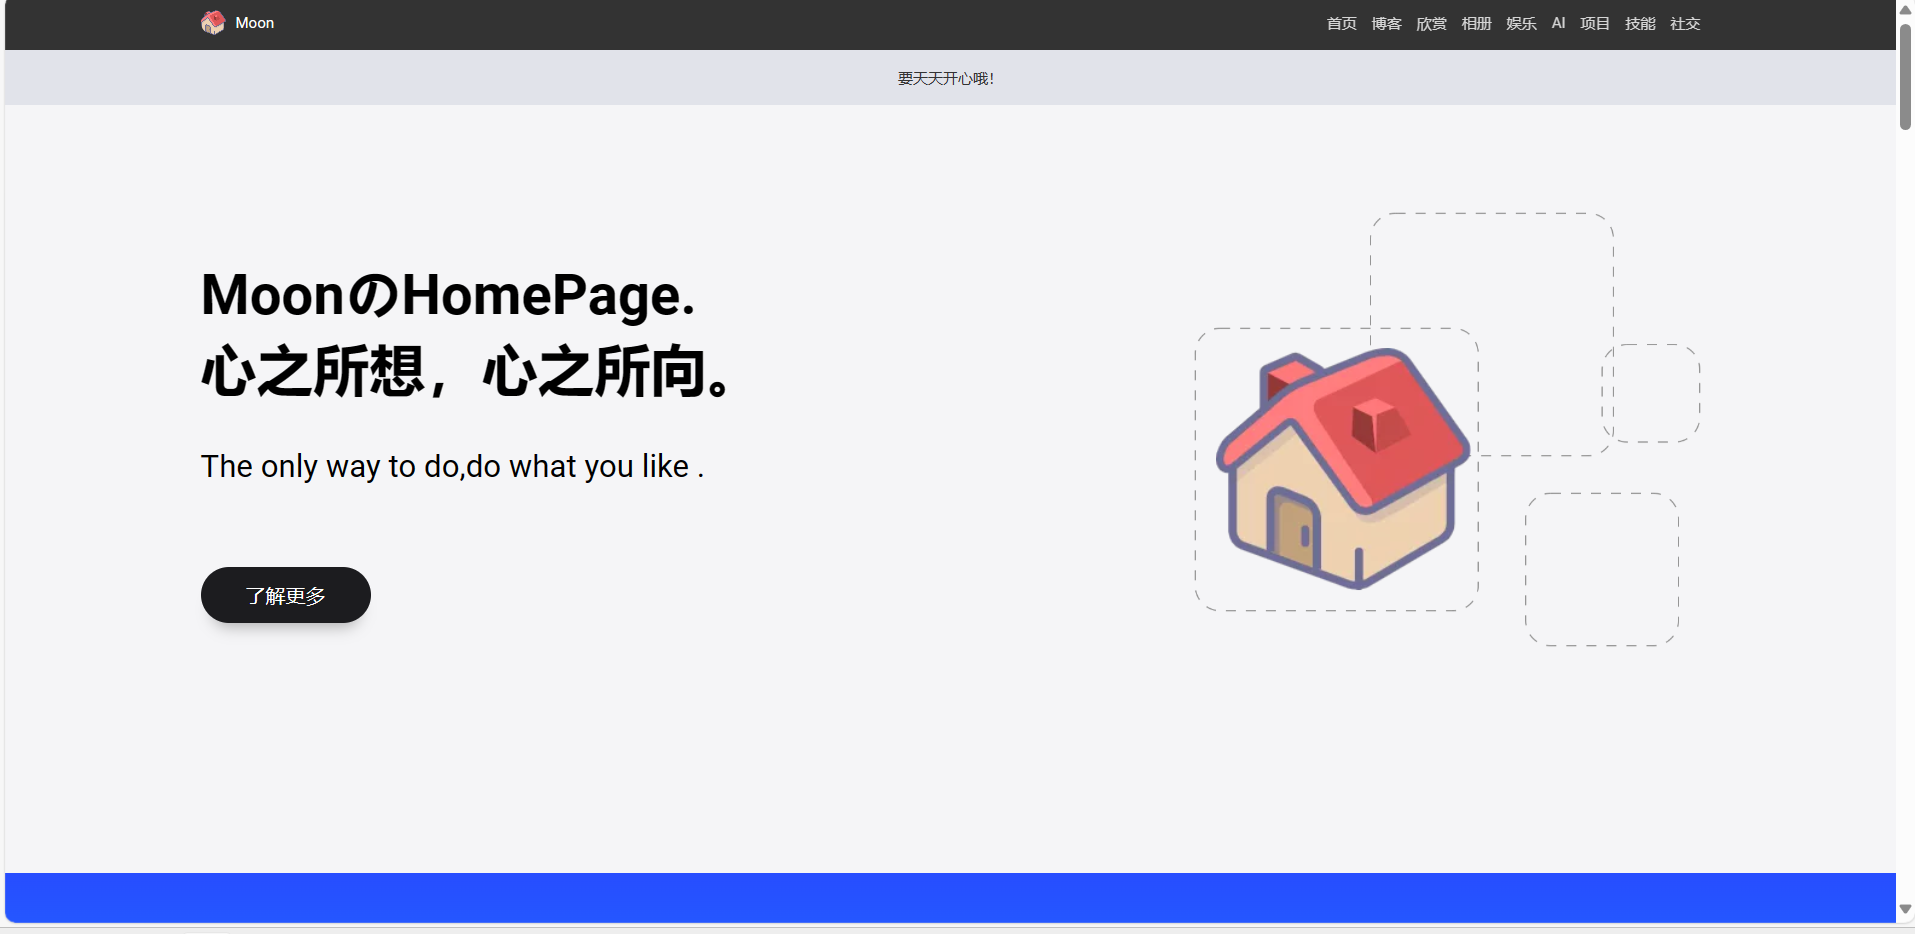 Moon
首页 博客 欣赏 相册 娱乐 AI 项目 技能 社交
要天天开心哦！
MoonのHomePage.
心之所想，心之所向。
The only way to do,do what you like .
了解更多